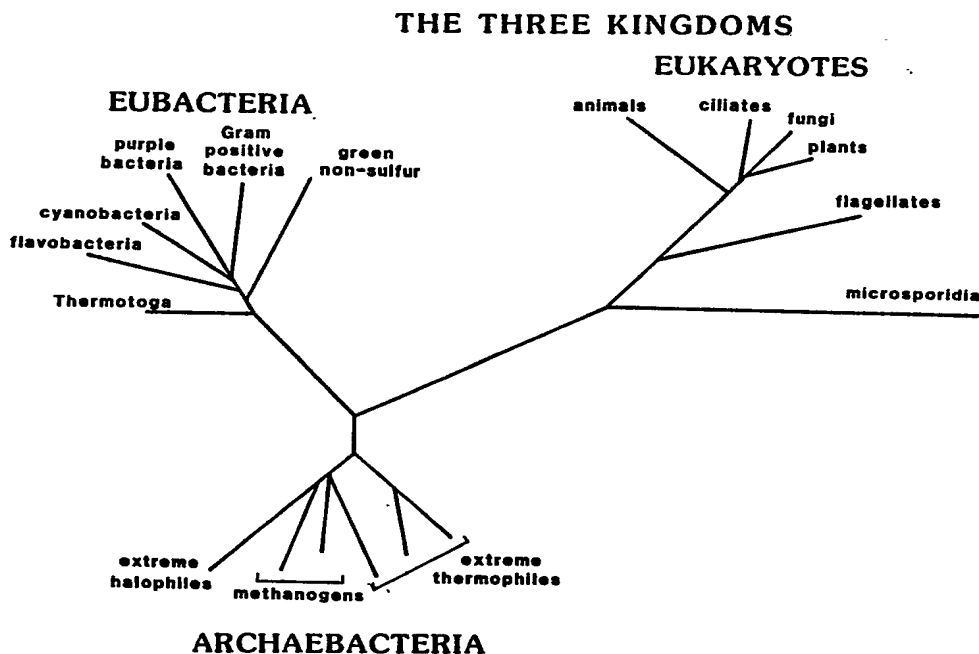 THE THREE KINGDOMS
EUKARYOTES
animals
ciliates
fungi
plants
flagellates
microsporidia
EUBACTERIA
purple
bacteria
Gram
positive
bacteria
green
non-sulfur
cyanobacteria
flavobacteria
Thermotoga
extreme
halophiles
methanogens
extreme
thermophiles
ARCHAEBACTERIA